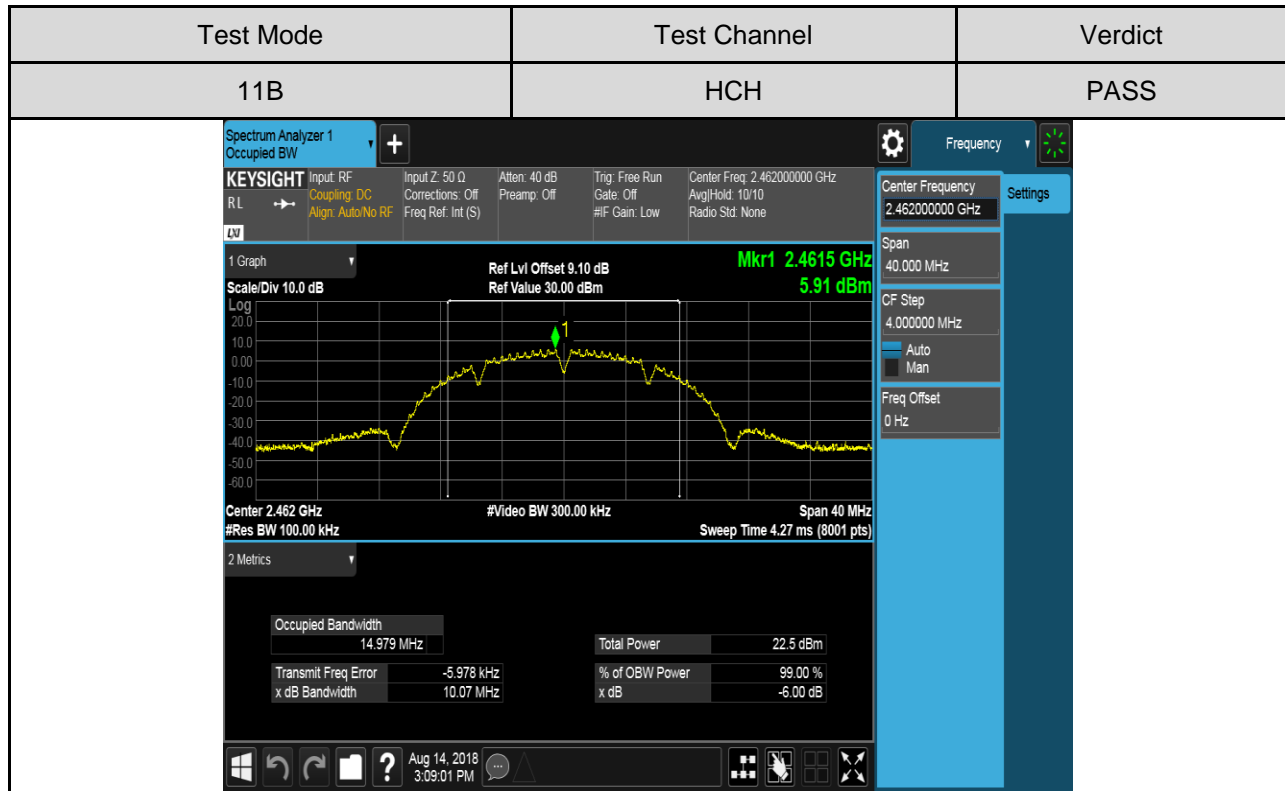 Test Mode Test Channel Verdict
11B HCH PASS
Spectrum Analyzer 1
Occupied BW
+
Frequency
KEYSIGHT Input: RF Input Z: 50 Ω Atten: 40 dB Trig: Free Run Center Freq: 2.462000000 GHz
RL Coupling: DC Corrections: Off Preamp: Off Gate: Off Avg|Hold: 10/10
Align: Auto/No RF Freq Ref: Int (S) #IF Gain: Low Radio Std: None
LXI
Center Frequency
2.462000000 GHz
Settings
Span
40.000 MHz
CF Step
4.000000 MHz
Auto
Man
Freq Offset
0 Hz
1 Graph Ref Lvl Offset 9.10 dB Mkr1 2.4615 GHz
Scale/Div 10.0 dB Ref Value 30.00 dBm 5.91 dBm
Log
20.0
10.0
0.00
-10.0
-20.0
-30.0
-40.0
-50.0
-60.0
1
Center 2.462 GHz #Video BW 300.00 kHz Span 40 MHz
#Res BW 100.00 kHz Sweep Time 4.27 ms (8001 pts)
2 Metrics
Occupied Bandwidth
14.979 MHz Total Power 22.5 dBm
Transmit Freq Error -5.978 kHz % of OBW Power 99.00 %
x dB Bandwidth 10.07 MHz x dB -6.00 dB
? Aug 14, 2018
3:09:01 PM